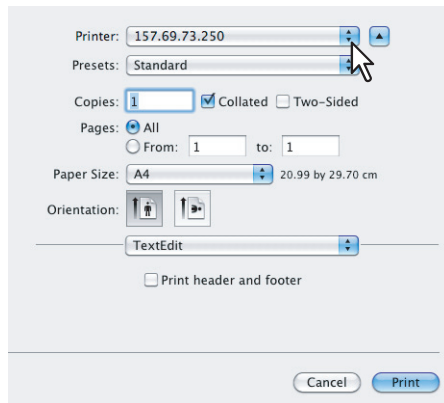 Printer: 157.69.73.250
Presets: Standard
Copies: 1 Collated Two-Sided
Pages: All
From: 1 to: 1
Paper Size: A4 20.99 by 29.70 cm
Orientation:
TextEdit
Print header and footer
Cancel Print